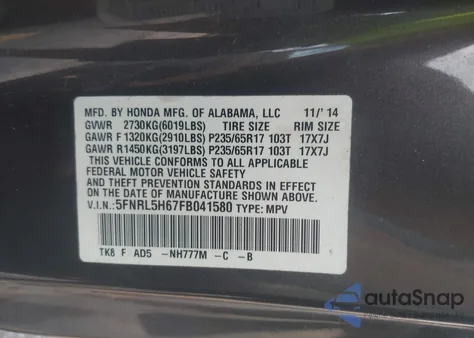 MFD. BY HONDA MFG. OF ALABAMA, LLC 11/'14
GVWR 2730KG(6019LBS) TIRE SIZE RIM SIZE
GAWR F 1320KG(2910LBS) P235/65R17 103T 17X7J
GAWR R1450KG(3197LBS) P235/65R17 103T 17X7J
THIS VEHICLE CONFORMS TO ALL APPLICABLE
FEDERAL MOTOR VEHICLE SAFETY
AND THEFT PREVENTION STANDARDS IN EFFECT
ON THE DATE OF MANUFACTURE SHOWN ABOVE.
V.I.N.: 5FNRL5H67FB041580 TYPE: MPV
TK8 F AD5 -NH777M -C -B
autoSnap